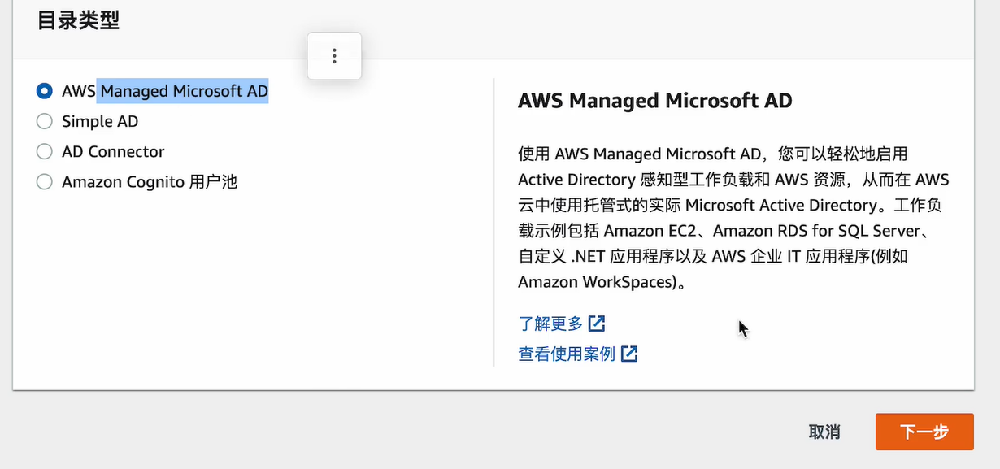 目录类型
AWS Managed Microsoft AD
Simple AD
AD Connector
Amazon Cognito 用户池
AWS Managed Microsoft AD
使用 AWS Managed Microsoft AD，您可以轻松地启用
Active Directory 感知型工作负载和 AWS 资源，从而在 AWS
云中使用托管式的实际 Microsoft Active Directory。工作负
载示例包括 Amazon EC2、Amazon RDS for SQL Server、
自定义 .NET 应用程序以及 AWS 企业 IT 应用程序(例如
Amazon WorkSpaces)。
了解更多
查看使用案例
取消
下一步